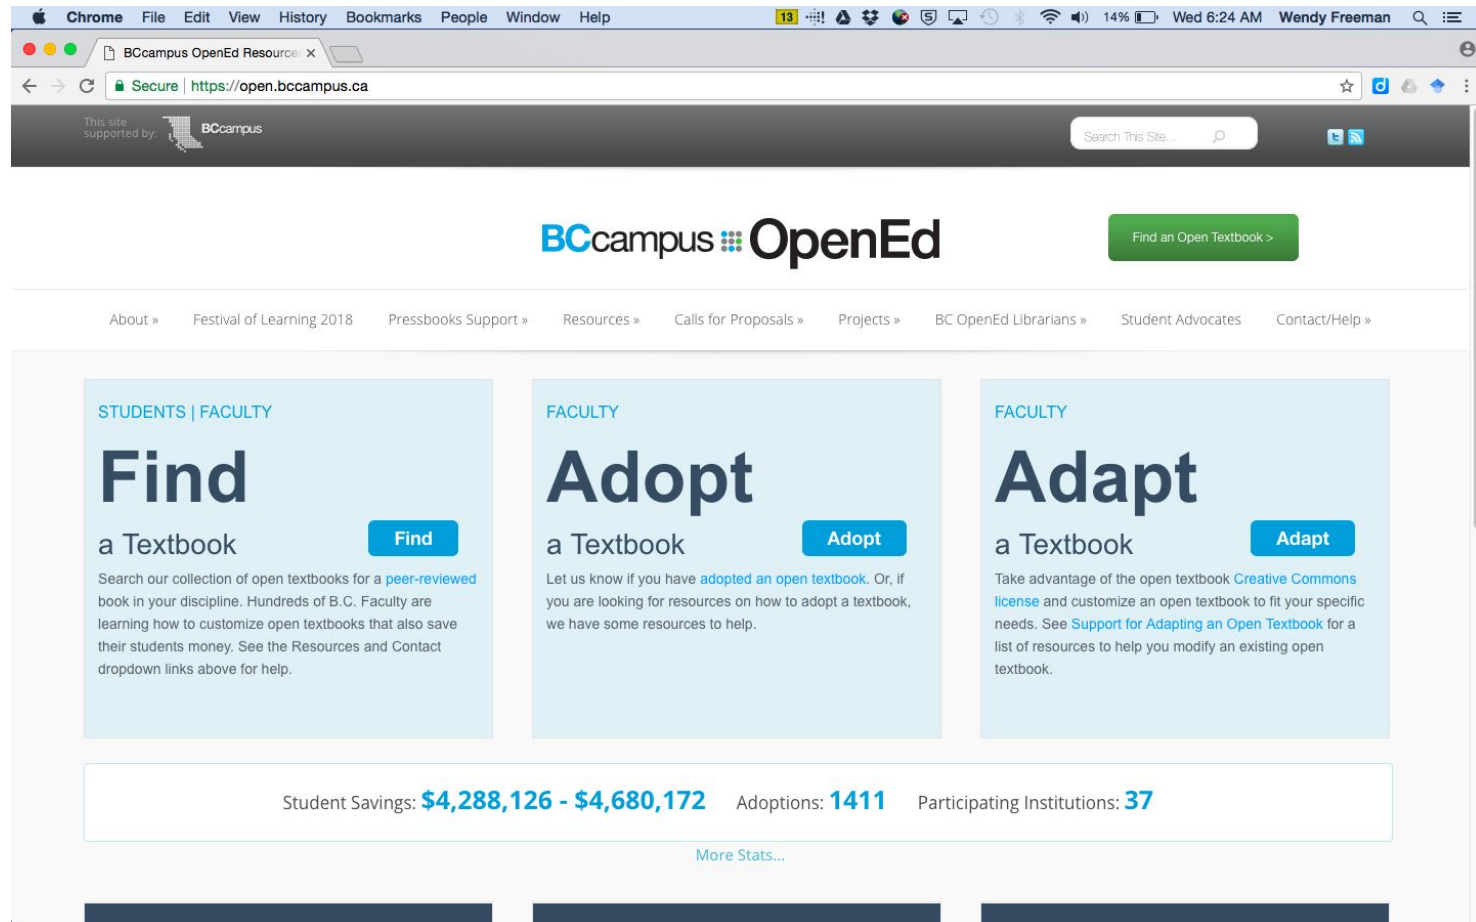 Chrome File Edit View History Bookmarks People Window Help 13 14% Wed 6:24 AM Wendy Freeman
BCcampus OpenEd Resource
Secure | https://open.bccampus.ca
This site
supported by:
BCcampus
Search This Site...
BCcampus OpenEd
Find an Open Textbook >
About » Festival of Learning 2018 Pressbooks Support » Resources » Calls for Proposals » Projects » BC OpenEd Librarians » Student Advocates Contact/Help »
STUDENTS | FACULTY
Find
a Textbook
Find
Search our collection of open textbooks for a peer-reviewed
book in your discipline. Hundreds of B.C. Faculty are
learning how to customize open textbooks that also save
their students money. See the Resources and Contact
dropdown links above for help.
FACULTY
Adopt
a Textbook
Adopt
Let us know if you have adopted an open textbook. Or, if
you are looking for resources on how to adopt a textbook,
we have some resources to help.
FACULTY
Adapt
a Textbook
Adapt
Take advantage of the open textbook Creative Commons
license and customize an open textbook to fit your specific
needs. See Support for Adapting an Open Textbook for a
list of resources to help you modify an existing open
textbook.
Student Savings: $4,288,126 - $4,680,172 Adoptions: 1411 Participating Institutions: 37
More Stats...